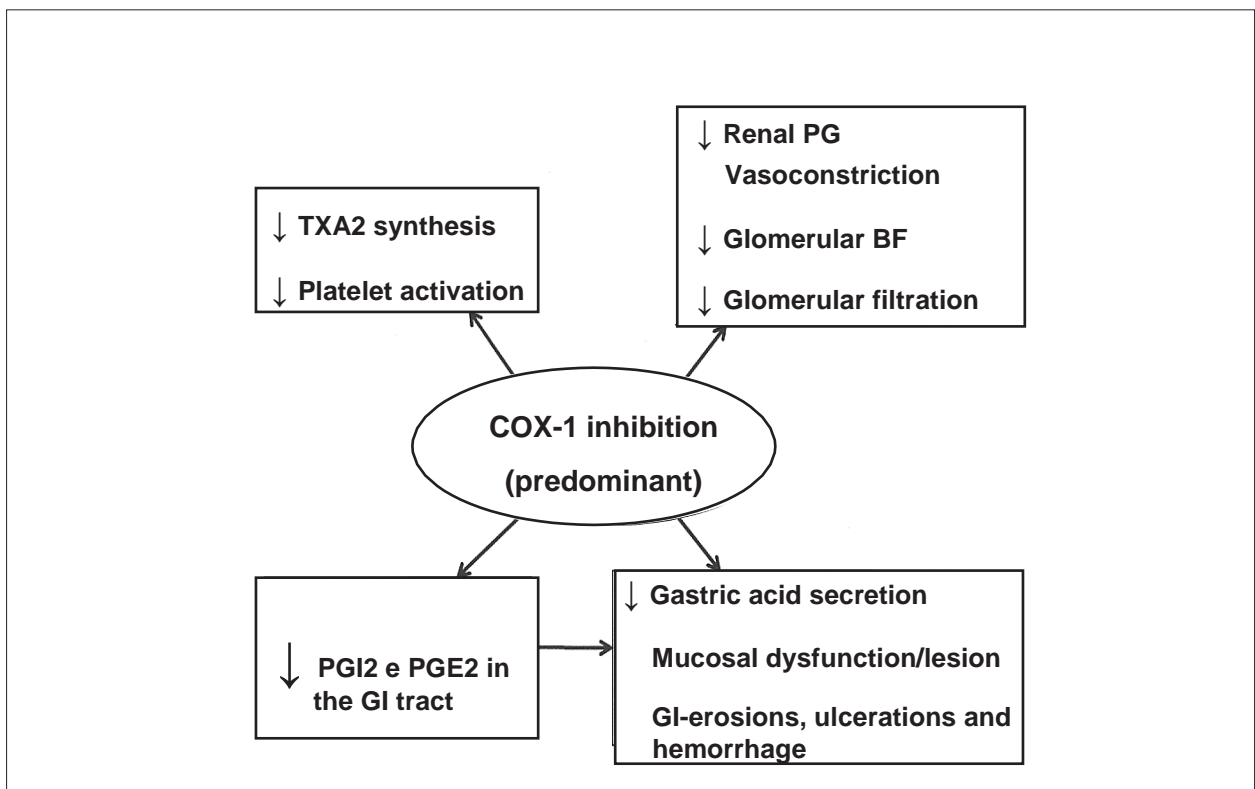 ↓ Renal PG
Vasoconstriction
↓ Glomerular BF
↓ Glomerular filtration
↓ TXA2 synthesis
↓ Platelet activation
COX-1 inhibition
(predominant)
↓ PGI2 e PGE2 in
the GI tract
↓ Gastric acid secretion
Mucosal dysfunction/lesion
GI-erosions, ulcerations and
hemorrhage